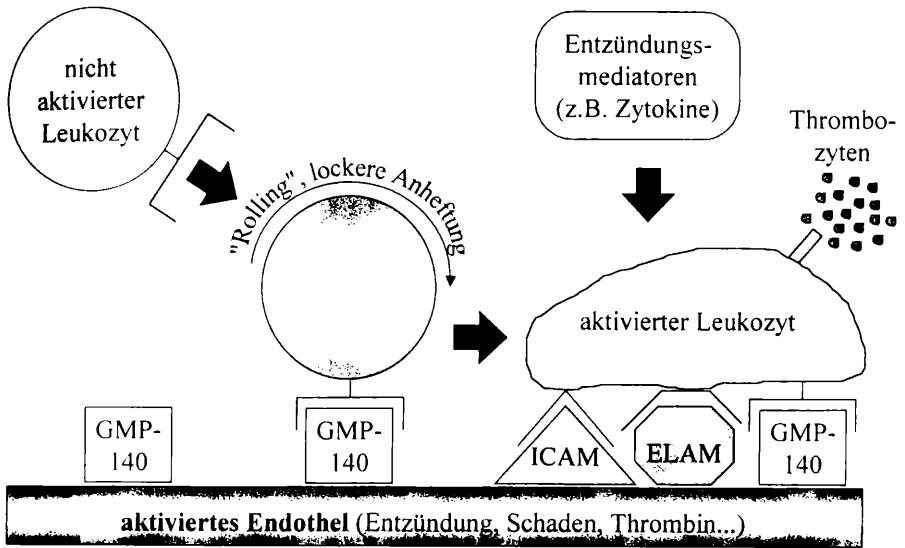 nicht
aktivierter
Leukozyt
"Rolling", lockere Anheftung
Entzündungs-
mediatoren
(z.B. Zytokine)
Thrombo-
zyten
aktivierter Leukozyt
GMP-
140
GMP-
140
ICAM
ELAM
GMP-
140
aktiviertes Endothel (Entzündung, Schaden, Thrombin...)